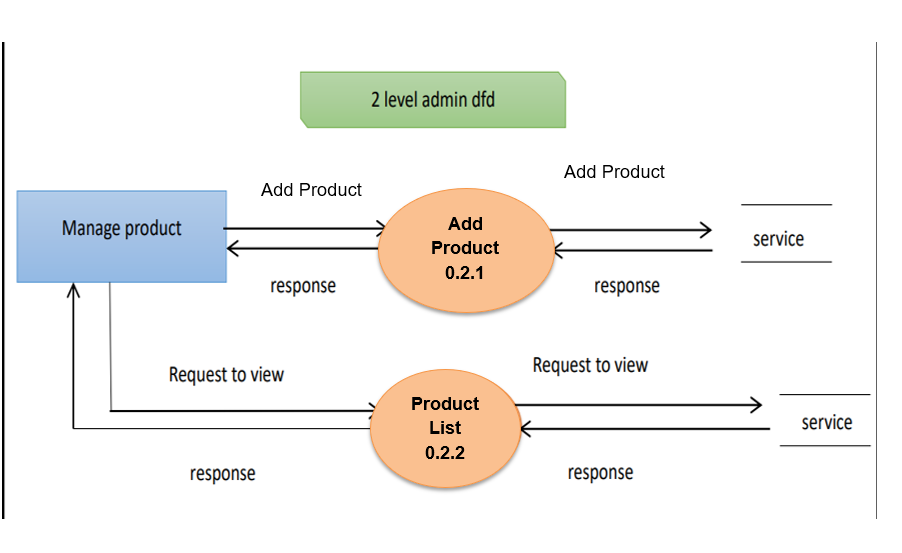 2 level admin dfd
Add Product
Add Product
Manage product
Add
Product
0.2.1
service
response
response
Request to view
Request to view
Product
List
0.2.2
service
response
response